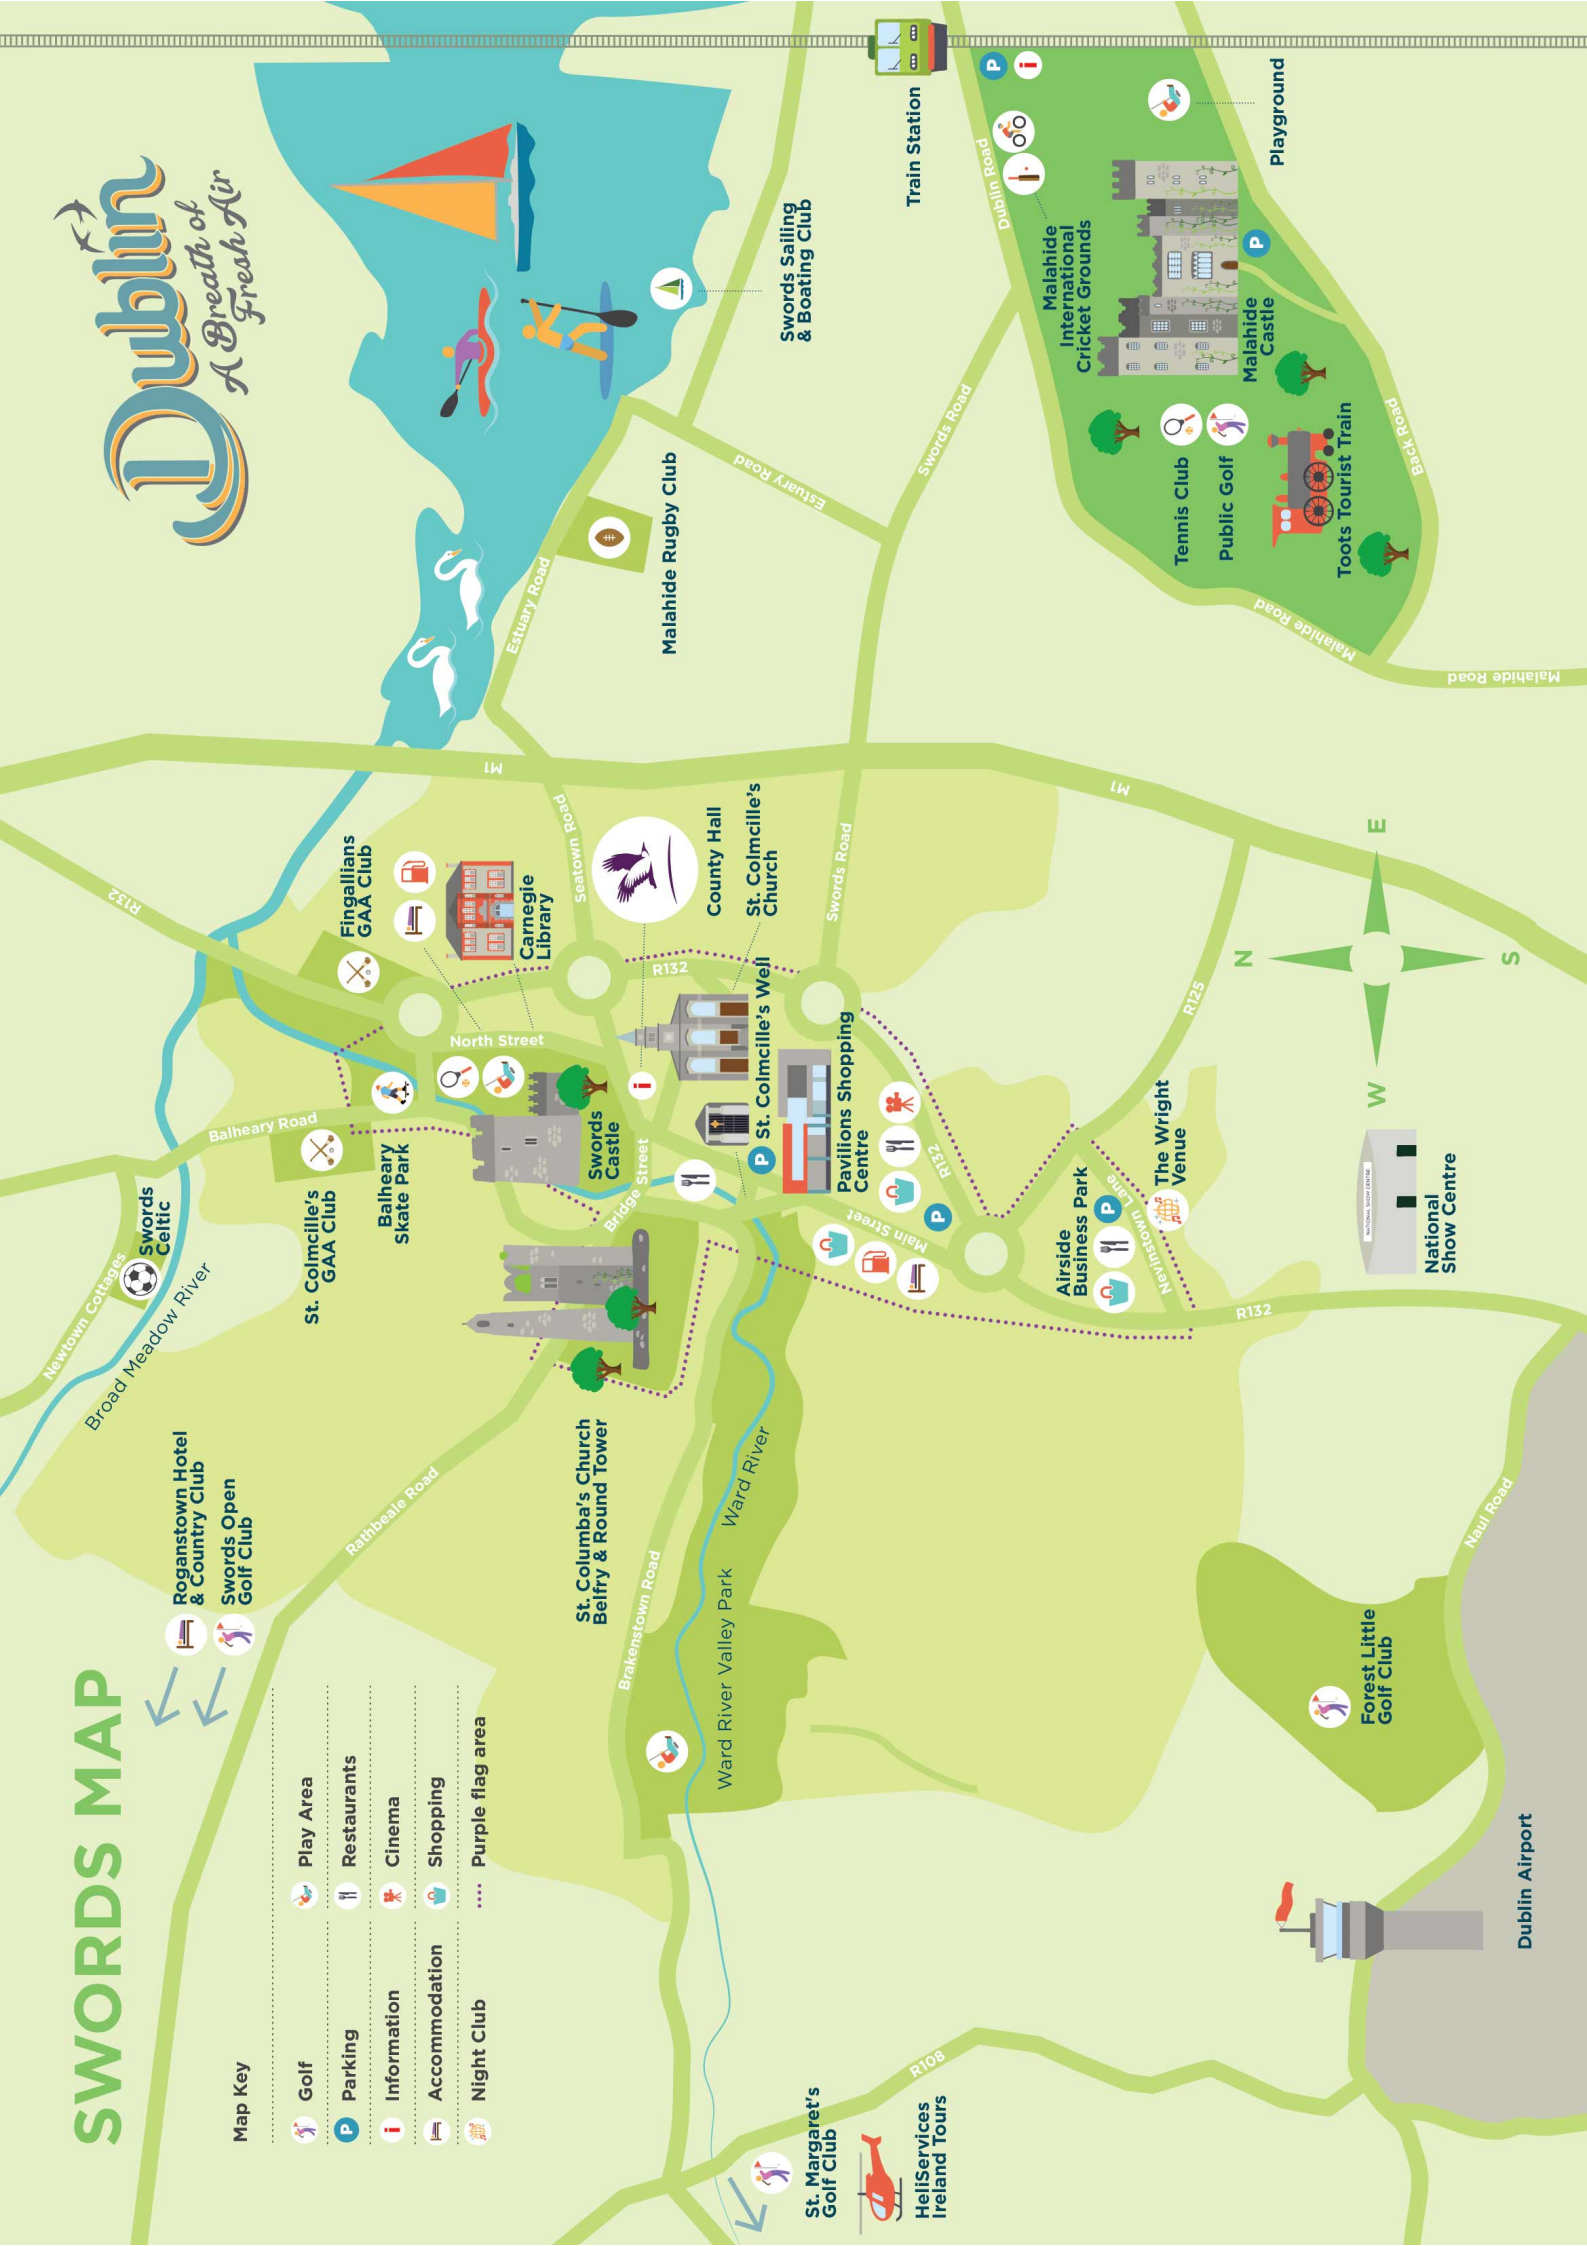 SWORDS MAP
Dublin
A Breath of
Fresh Air
Map Key
Golf
Parking
Information
Accommodation
Night Club
Play Area
Restaurants
Cinema
Shopping
Purple flag area
Roganstown Hotel
& Country Club
Swords Open
Golf Club
Newtown Cottages
Broad Meadow River
Swords
Celtic
St. Colmcille's
GAA Club
Balheary Road
Balheary
Skate Park
R132
Fingallians
GAA Club
North Street
Carnegie
Library
Seatown Road
M1
Estuary Road
Malahide Rugby Club
Estuary Road
Swords Sailing
& Boating Club
Train Station
Rathbeale Road
St. Columba's Church
Belfry & Round Tower
Swords
Castle
Bridge Street
County Hall
St. Colmcille's
Church
R132
P
St. Colmcille's Well
Pavilions Shopping
Centre
Swords Road
Swords Road
Brakenstown Road
Ward River Valley Park
Ward River
Main Street
P
R132
Airside
Business Park
P
Nevinstown Lane
The Wright
Venue
R125
R132
M1
NATIONAL SHOW CENTRE
National
Show Centre
N
E
S
W
Dublin Road
P
Malahide
International
Cricket Grounds
Playground
P
Malahide
Castle
Tennis Club
Public Golf
Toots Tourist Train
Back Road
Malahide Road
Malahide Road
St. Margaret's
Golf Club
HeliServices
Ireland Tours
R108
Dublin Airport
Forest Little
Golf Club
Naul Road